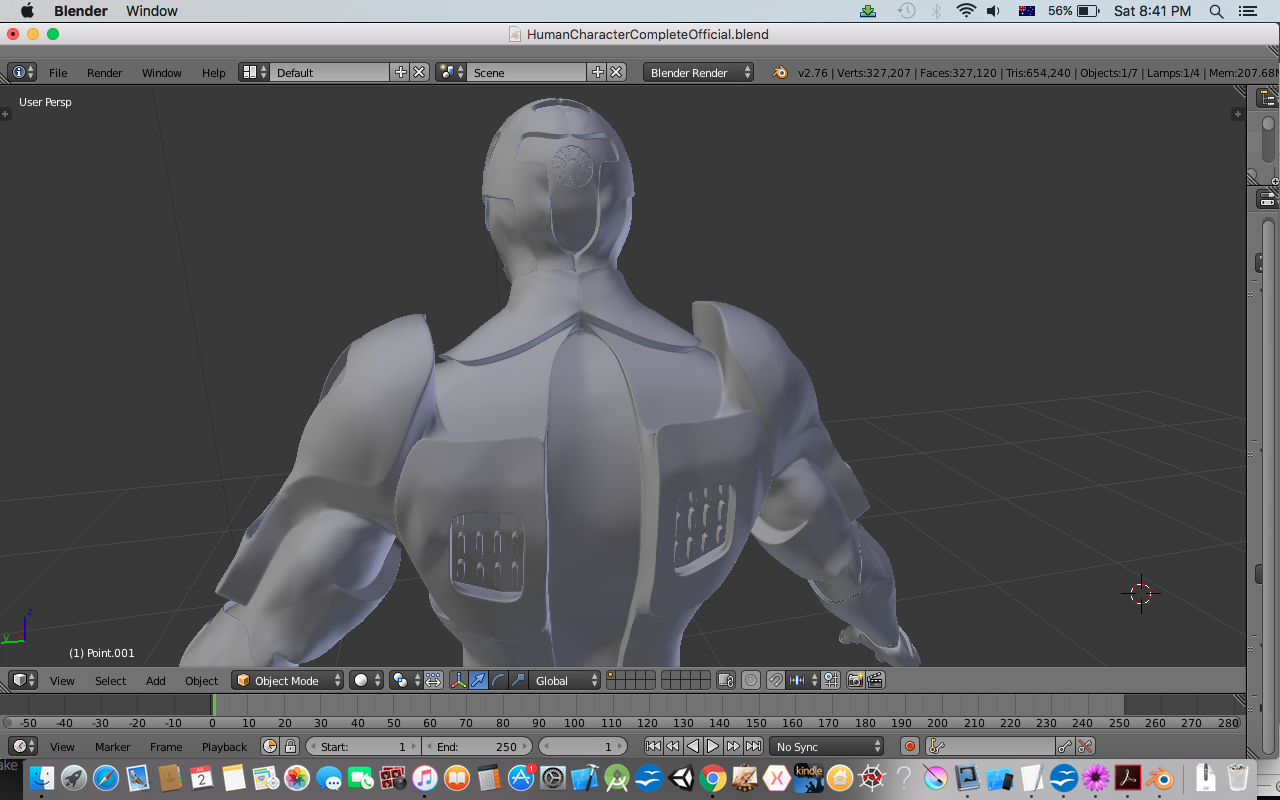 Blender Window 56% Sat 8:41 PM
HumanCharacterCompleteOfficial.blend
File Render Window Help Default Scene Blender Render v2.76 | Verts:327,207 | Faces:327,120 | Tris:654,240 | Objects:1/7 | Lamps:1/4 | Mem:207.68M
User Persp
z
y
(1) Point.001
View Select Add Object Object Mode Global
-50 -40 -30 -20 -10 0 10 20 30 40 50 60 70 80 90 100 110 120 130 140 150 160 170 180 190 200 210 220 230 240 250 260 270 280
View Marker Frame Playback Start: 1 End: 250 1 No Sync
2
1
kindle